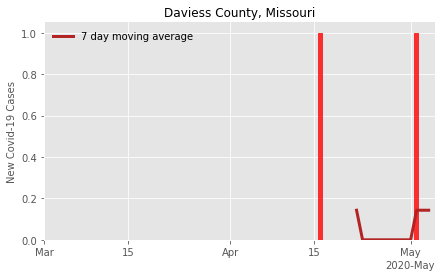 Daviess County, Missouri
7 day moving average
New Covid-19 Cases
1.0
0.8
0.6
0.4
0.2
0.0
Mar
15
Apr
15
May
2020-May